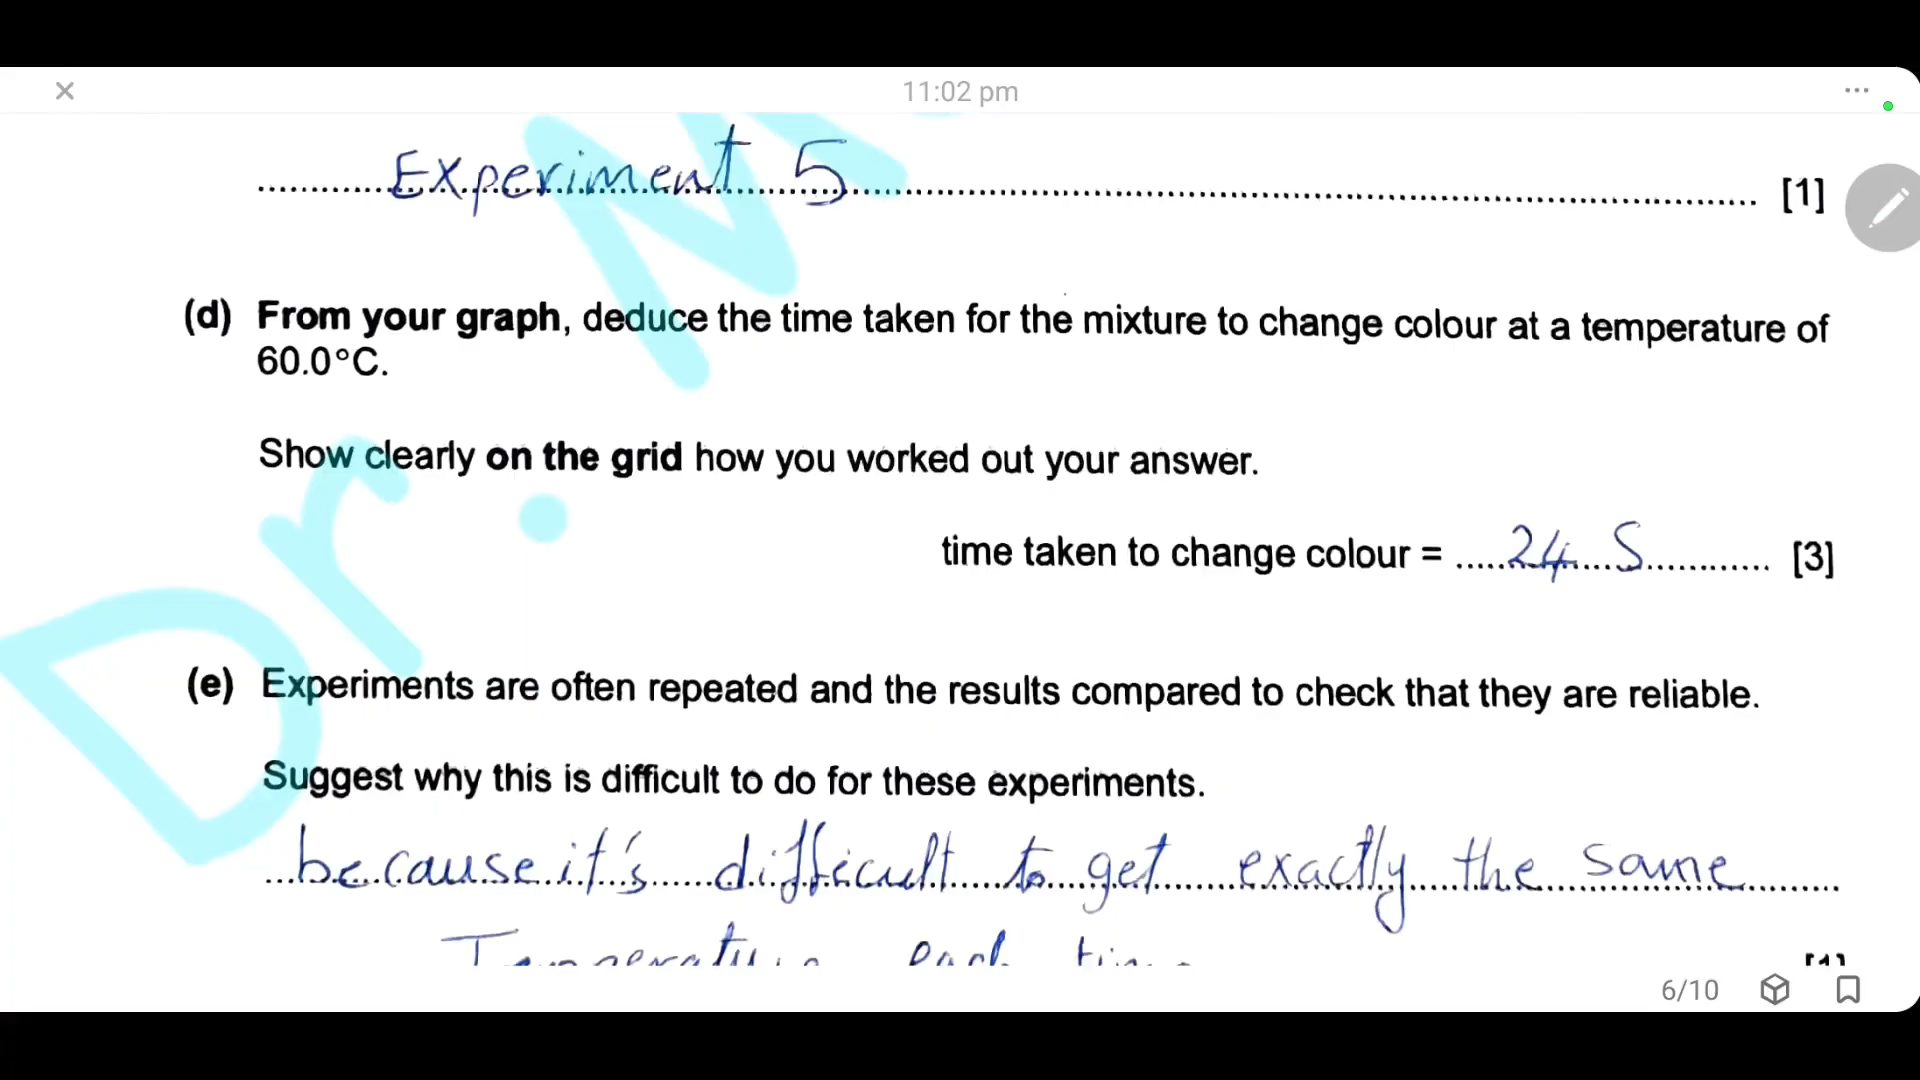 11:02 pm
Experiment 5 [1]
(d) From your graph, deduce the time taken for the mixture to change colour at a temperature of
60.0°C.
Show clearly on the grid how you worked out your answer.
time taken to change colour = 24 S [3]
(e) Experiments are often repeated and the results compared to check that they are reliable.
Suggest why this is difficult to do for these experiments.
because it's difficult to get exactly the same
6/10
Dr. M.